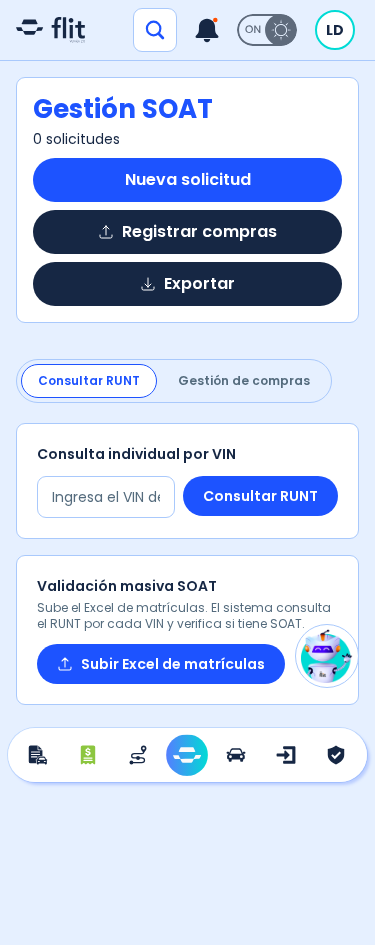 flit
ON
LD
Gestión SOAT
0 solicitudes
Nueva solicitud
Registrar compras
Exportar
Consultar RUNT
Gestión de compras
Consulta individual por VIN
Ingresa el VIN de
Consultar RUNT
Validación masiva SOAT
Sube el Excel de matrículas. El sistema consulta
el RUNT por cada VIN y verifica si tiene SOAT.
Subir Excel de matrículas